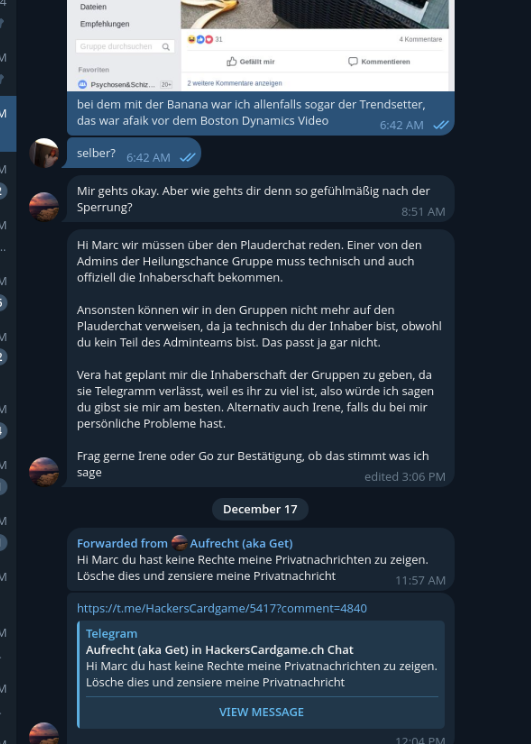 Dateien
Empfehlungen
Gruppe durchsuchen
Favoriten
Psychosen&Schiz... 20+
31
4 Kommentare
Gefällt mir
Kommentieren
2 weitere Kommentare anzeigen
bei dem mit der Banana war ich allenfalls sogar der Trendsetter,
das war afaik vor dem Boston Dynamics Video
6:42 AM
selber?
6:42 AM
Mir gehts okay. Aber wie gehts dir denn so gefühlmäßig nach der
Sperrung?
8:51 AM
Hi Marc wir müssen über den Plauderchat reden. Einer von den
Admins der Heilungschance Gruppe muss technisch und auch
offiziell die Inhaberschaft bekommen.
Ansonsten können wir in den Gruppen nicht mehr auf den
Plauderchat verweisen, da ja technisch du der Inhaber bist, obwohl
du kein Teil des Adminteams bist. Das passt ja gar nicht.
Vera hat geplant mir die Inhaberschaft der Gruppen zu geben, da
sie Telegramm verlässt, weil es ihr zu viel ist, also würde ich sagen
du gibst sie mir am besten. Alternativ auch Irene, falls du bei mir
persönliche Probleme hast.
Frag gerne Irene oder Go zur Bestätigung, ob das stimmt was ich
sage
edited 3:06 PM
December 17
Forwarded from Aufrecht (aka Get)
Hi Marc du hast keine Rechte meine Privatnachrichten zu zeigen.
Lösche dies und zensiere meine Privatnachricht
11:57 AM
https://t.me/HackersCardgame/5417?comment=4840
Telegram
Aufrecht (aka Get) in HackersCardgame.ch Chat
Hi Marc du hast keine Rechte meine Privatnachrichten zu zeigen.
Lösche dies und zensiere meine Privatnachricht
VIEW MESSAGE
12:04 PM